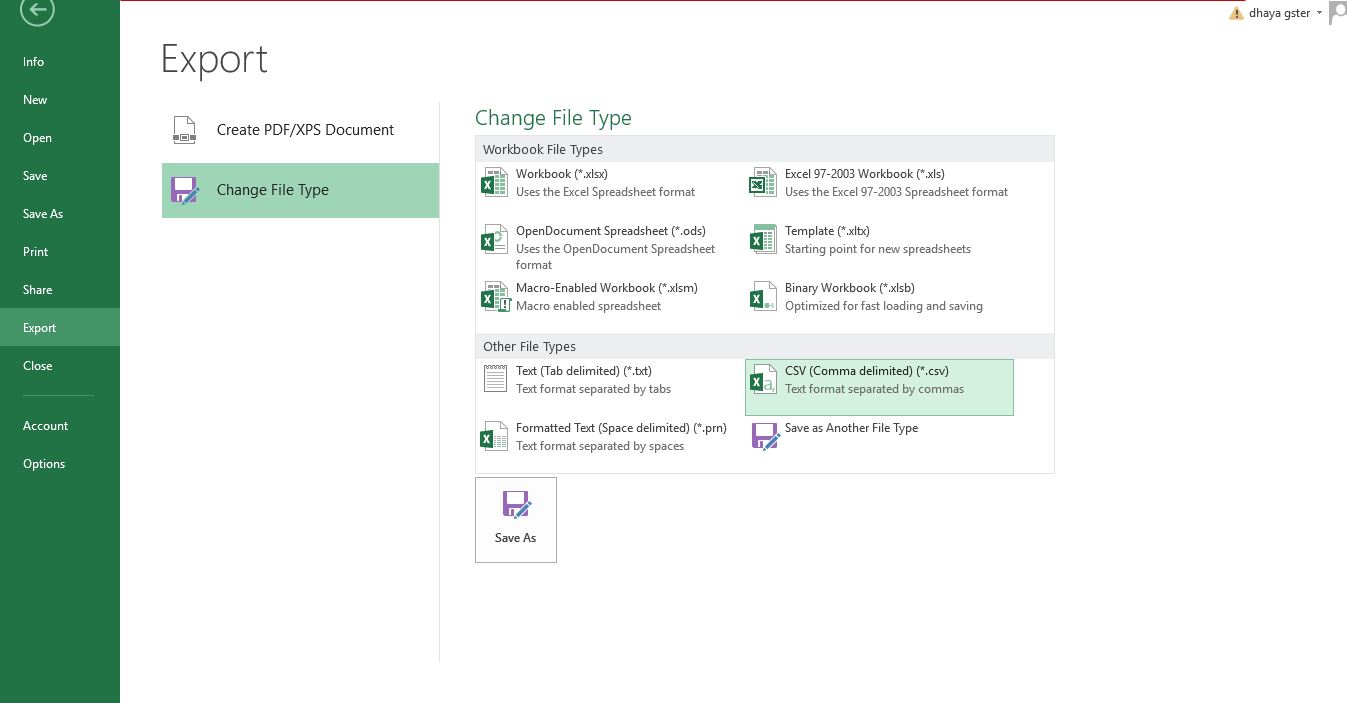 dhaya gster
Info
New
Open
Save
Save As
Print
Share
Export
Close
Account
Options
Export
Create PDF/XPS Document
Change File Type
Change File Type
Workbook File Types
Workbook (*.xlsx)
Uses the Excel Spreadsheet format
Excel 97-2003 Workbook (*.xls)
Uses the Excel 97-2003 Spreadsheet format
OpenDocument Spreadsheet (*.ods)
Uses the OpenDocument Spreadsheet
format
Template (*.xltx)
Starting point for new spreadsheets
Macro-Enabled Workbook (*.xlsm)
Macro enabled spreadsheet
Binary Workbook (*.xlsb)
Optimized for fast loading and saving
Other File Types
Text (Tab delimited) (*.txt)
Text format separated by tabs
CSV (Comma delimited) (*.csv)
Text format separated by commas
Formatted Text (Space delimited) (*.prn)
Text format separated by spaces
Save as Another File Type
Save As